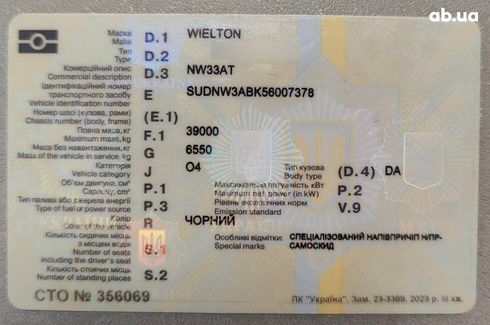 ab.ua
Марка
Make D.1 WIELTON
Тип
Type D.2
Комерційний опис
Commercial description D.3 NW33AT
Ідентифікаційний номер
транспортного засобу E SUDNW3ABK56007378
Vehicle identification number
Номер шасі (кузова, рами) (E.1)
Chassis number (body, frame)
Повна маса, кг F.1 39000
Maximum mass, kg
Маса без навантаження, кг G 6550
Mass of the vehicle in service, kg
Категорія J O4 Тип кузова (D.4) DA
Vehicle category Body type
Об'єм двигуна, см³ P.1 Максимальна потужність кВт P.2
Capacity, cm³ Maximum net power (in kW)
Тип палива або джерела енергії P.3 Рівень екологічних норм V.9
Type of fuel or power source Emission standard
Колір R ЧОРНИЙ
Color of the vehicle
Кількість сидячих місць Особливі відмітки: СПЕЦІАЛІЗОВАНИЙ НАПІВПРИЧІП Н/ПР-
з місцем водія S.1 Special marks САМОСКИД
Number of seats
including the driver's seat
Кількість стоячих місць S.2
Number of standing places
СТО № 356069 ПК "Україна", Зам. 23-3389. 2023 р. III кв.